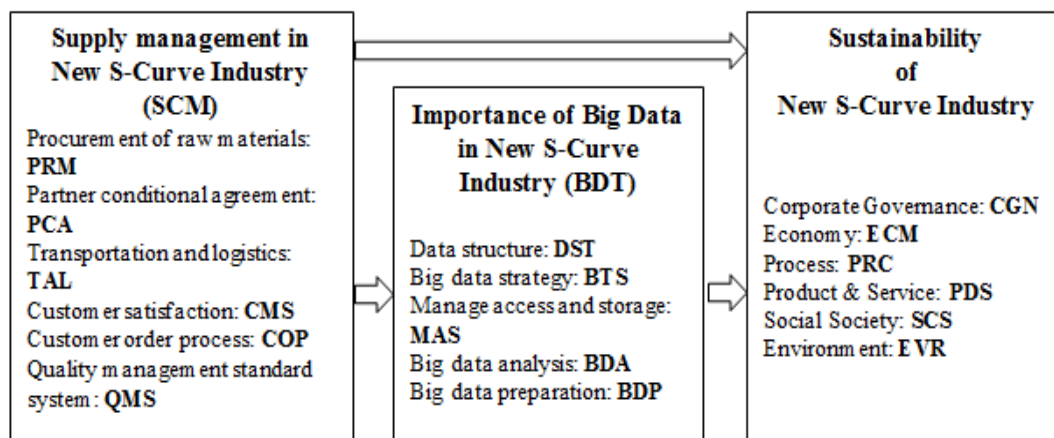 Supply management in
New S-Curve Industry
(SCM)
Procurement of raw materials:
PRM
Partner conditional agreement:
PCA
Transportation and logistics:
TAL
Customer satisfaction: CMS
Customer order process: COP
Quality management standard
system: QMS
Importance of Big Data
in New S-Curve
Industry (BDT)
Data structure: DST
Big data strategy: BTS
Manage access and storage:
MAS
Big data analysis: BDA
Big data preparation: BDP
Sustainability
of
New S-Curve Industry
Corporate Governance: CGN
Economy: ECM
Process: PRC
Product & Service: PDS
Social Society: SCS
Environment: EVR